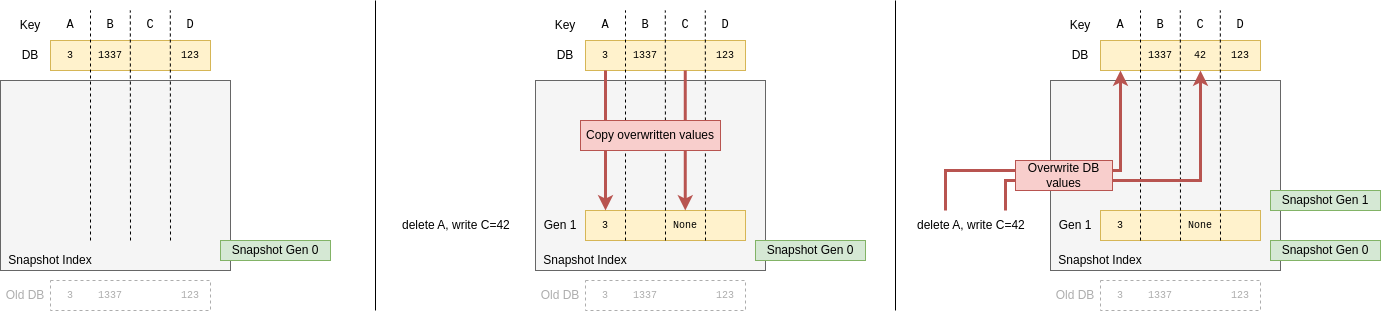 Key A B C D
DB 3 1337 123
Snapshot Gen 0
Snapshot Index
Old DB 3 1337 123
Key A B C D
DB 3 1337 123
Copy overwritten values
delete A, write C=42
Gen 1 3 None
Snapshot Gen 0
Snapshot Index
Old DB 3 1337 123
Key A B C D
DB 1337 42 123
Overwrite DB
values
Snapshot Gen 1
delete A, write C=42
Gen 1 3 None
Snapshot Gen 0
Snapshot Index
Old DB 3 1337 123